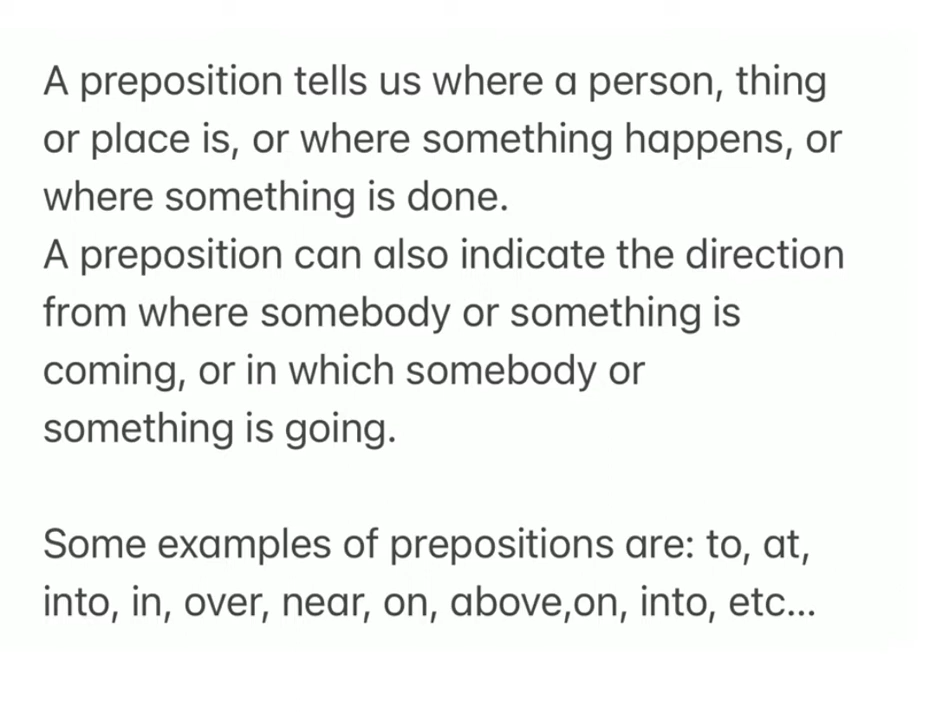 A preposition tells us where a person, thing
or place is, or where something happens, or
where something is done.
A preposition can also indicate the direction
from where somebody or something is
coming, or in which somebody or
something is going.
Some examples of prepositions are: to, at,
into, in, over, near, on, above,on, into, etc...